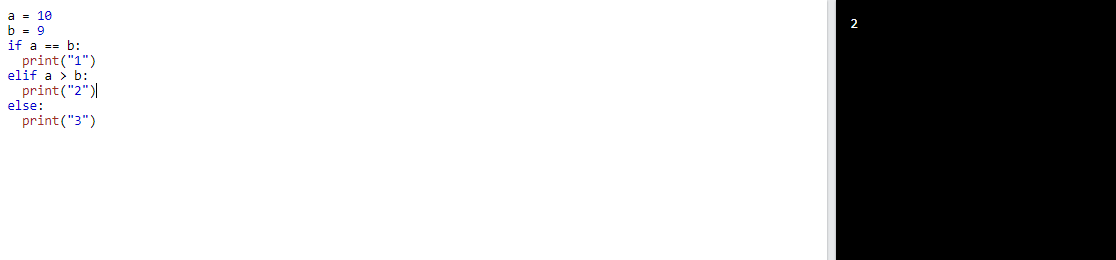 a = 10
b = 9
if a == b:
  print("1")
elif a > b:
  print("2")
else:
  print("3")
2